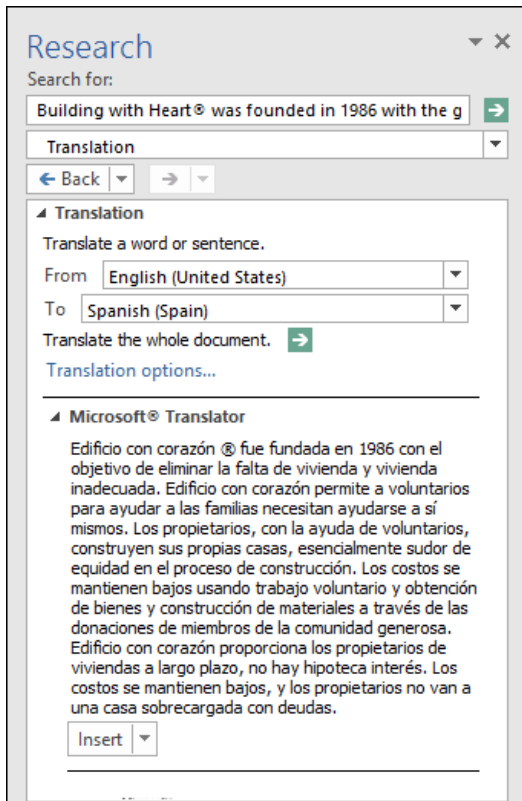 Research
Search for:
Building with Heart® was founded in 1986 with the g
Translation
Back
Translation
Translate a word or sentence.
From English (United States)
To Spanish (Spain)
Translate the whole document.
Translation options...
Microsoft® Translator
Edificio con corazón ® fue fundada en 1986 con el
objetivo de eliminar la falta de vivienda y vivienda
inadecuada. Edificio con corazón permite a voluntarios
para ayudar a las familias necesitan ayudarse a sí
mismos. Los propietarios, con la ayuda de voluntarios,
construyen sus propias casas, esencialmente sudor de
equidad en el proceso de construcción. Los costos se
mantienen bajos usando trabajo voluntario y obtención
de bienes y construcción de materiales a través de las
donaciones de miembros de la comunidad generosa.
Edificio con corazón proporciona los propietarios de
viviendas a largo plazo, no hay hipoteca interés. Los
costos se mantienen bajos, y los propietarios no van a
una casa sobrecargada con deudas.
Insert